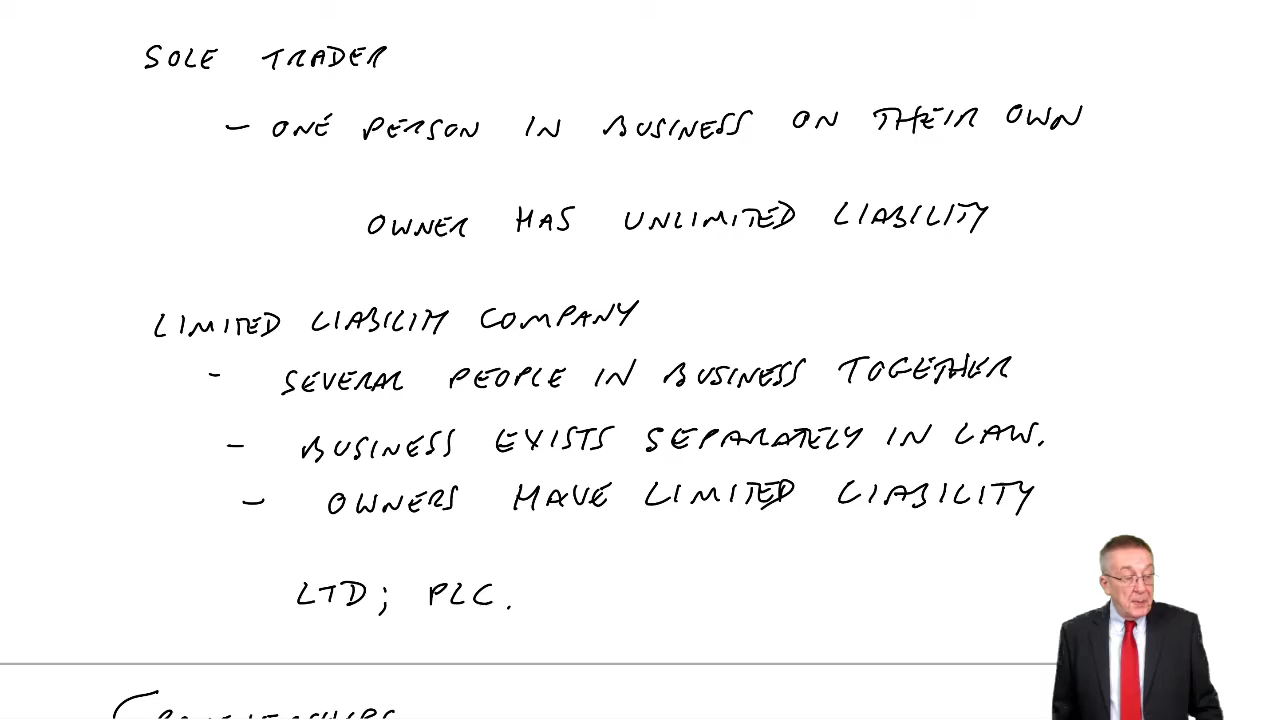 SOLE TRADER
- ONE PERSON IN BUSINESS ON THEIR OWN
OWNER HAS UNLIMITED LIABILITY
LIMITED LIABILITY COMPANY
- SEVERAL PEOPLE IN BUSINESS TOGETHER
- BUSINESS EXISTS SEPARATELY IN LAW.
- OWNERS HAVE LIMITED LIABILITY
LTD; PLC.